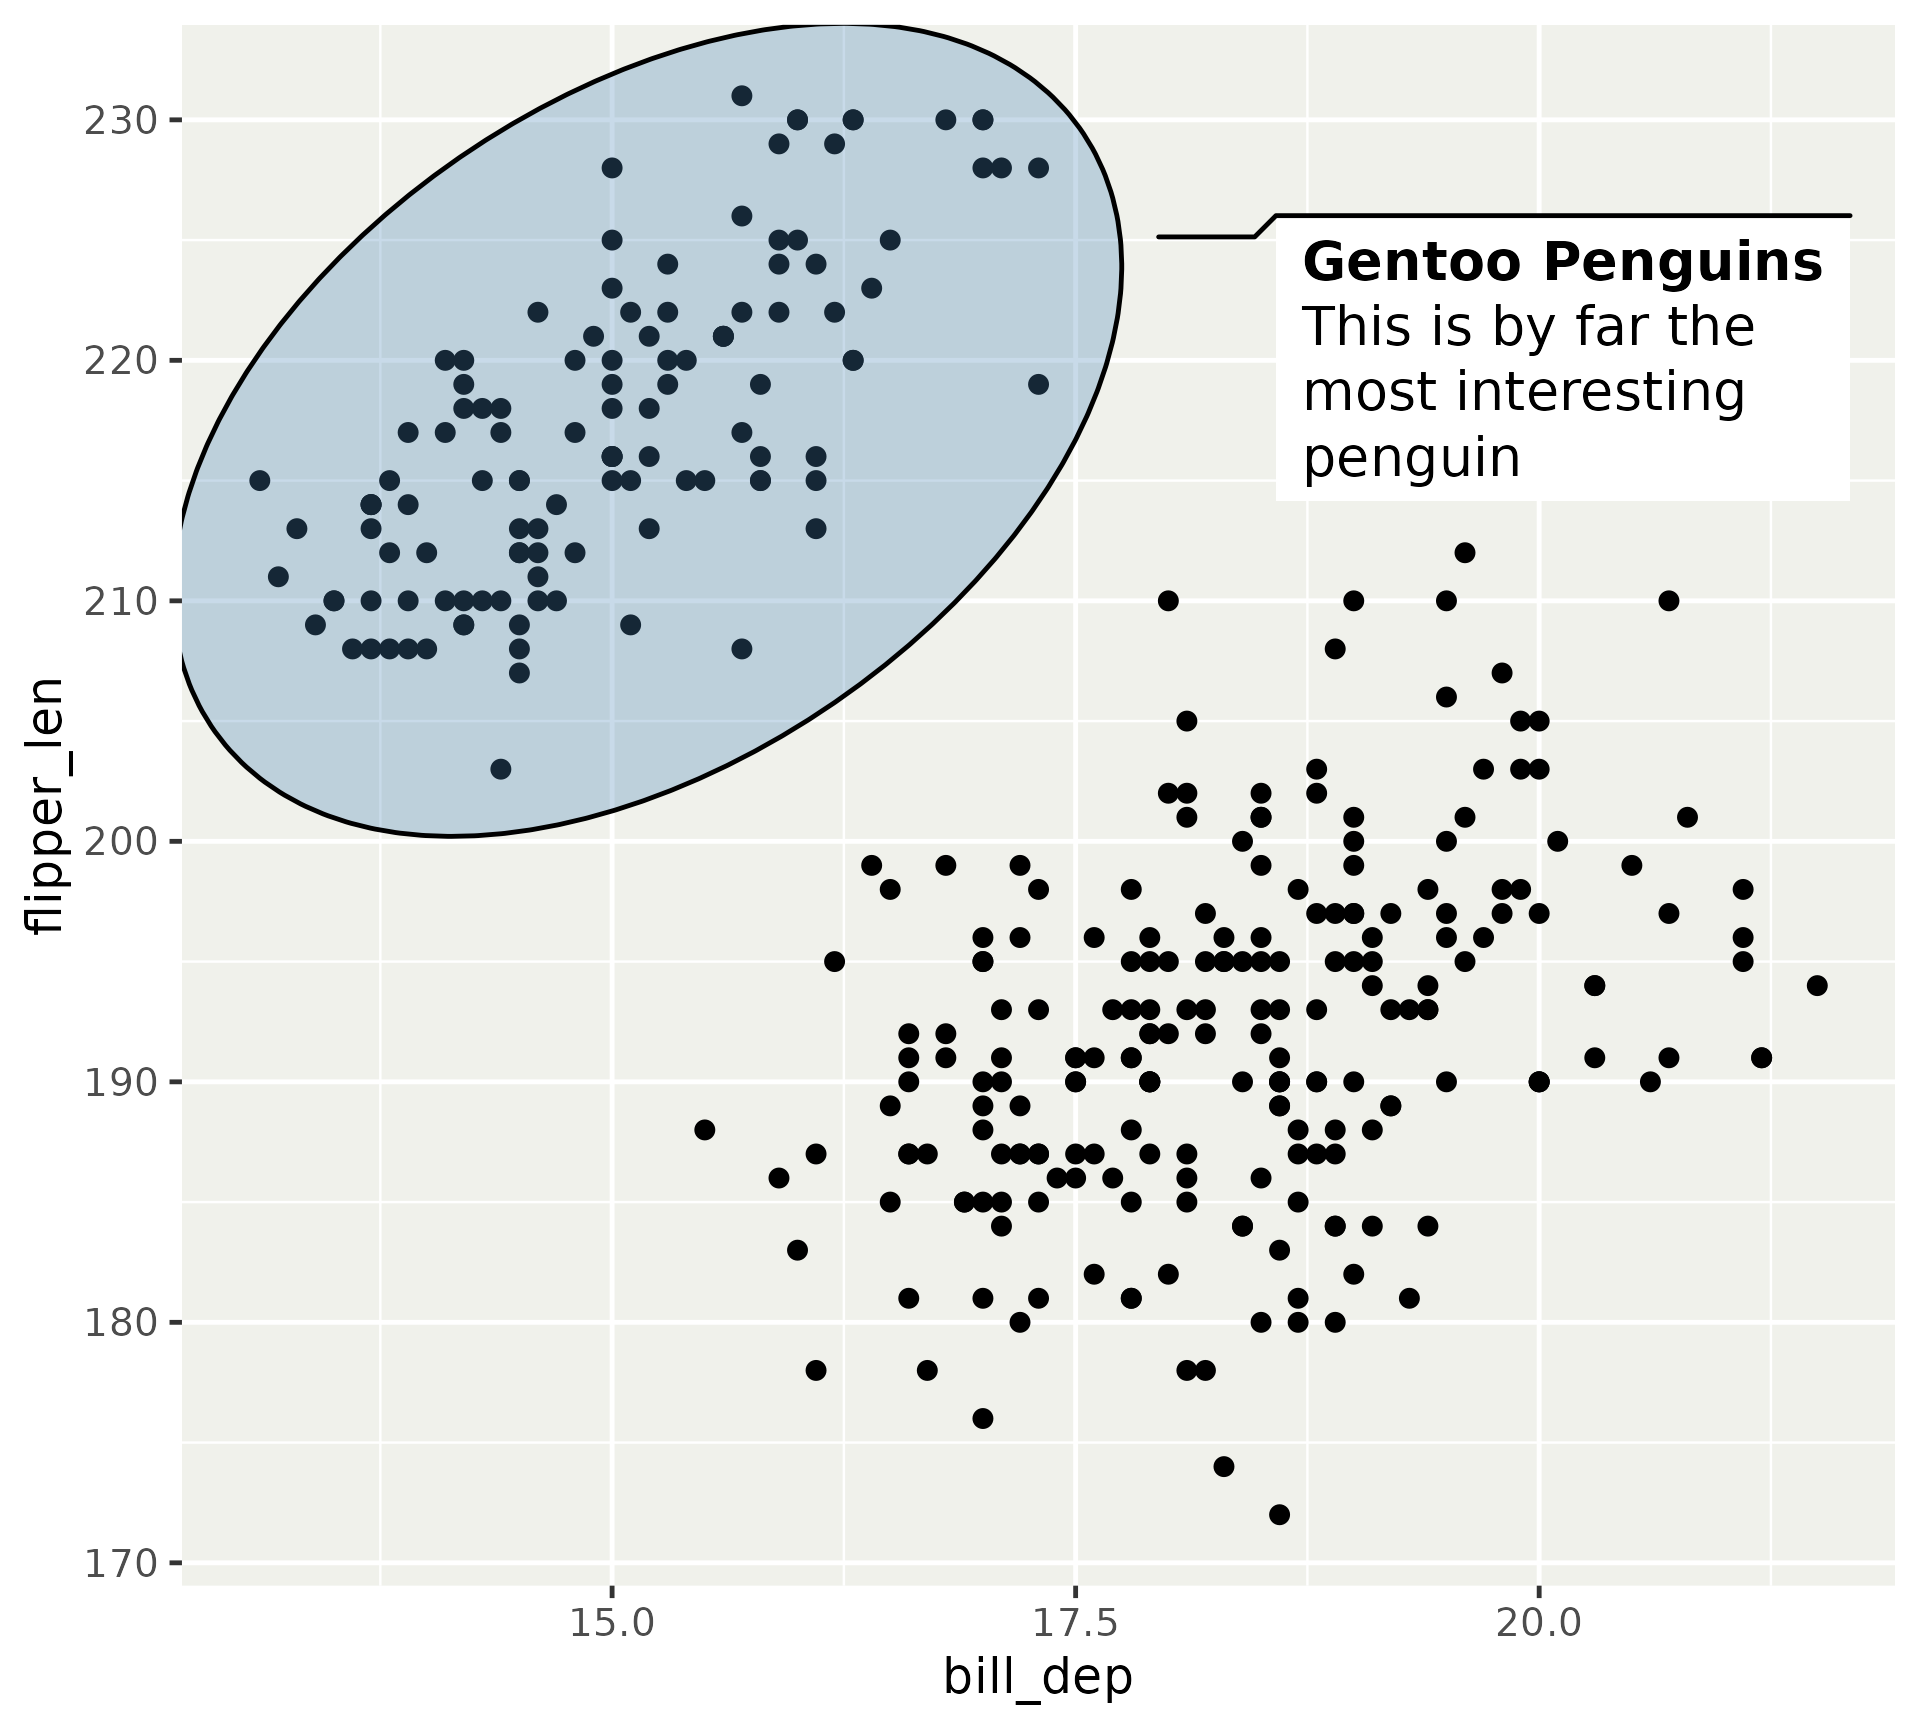 230
220
210
200
190
180
170
flipper_len
Gentoo Penguins
This is by far the
most interesting
penguin
15.0
17.5
20.0
bill_dep